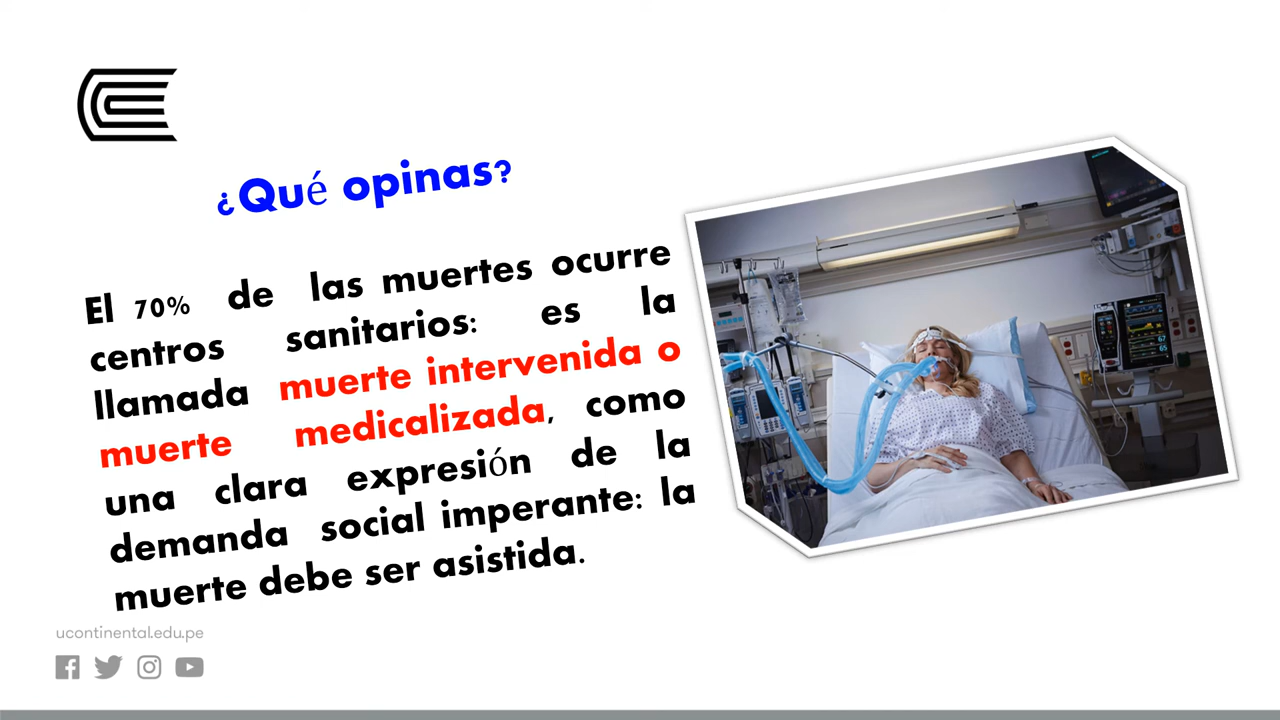 ¿Qué opinas?
El 70% de las muertes ocurre
centros sanitarios: es la
llamada muerte intervenida o
muerte medicalizada, como
una clara expresión de la
demanda social imperante: la
muerte debe ser asistida.
ucontinental.edu.pe